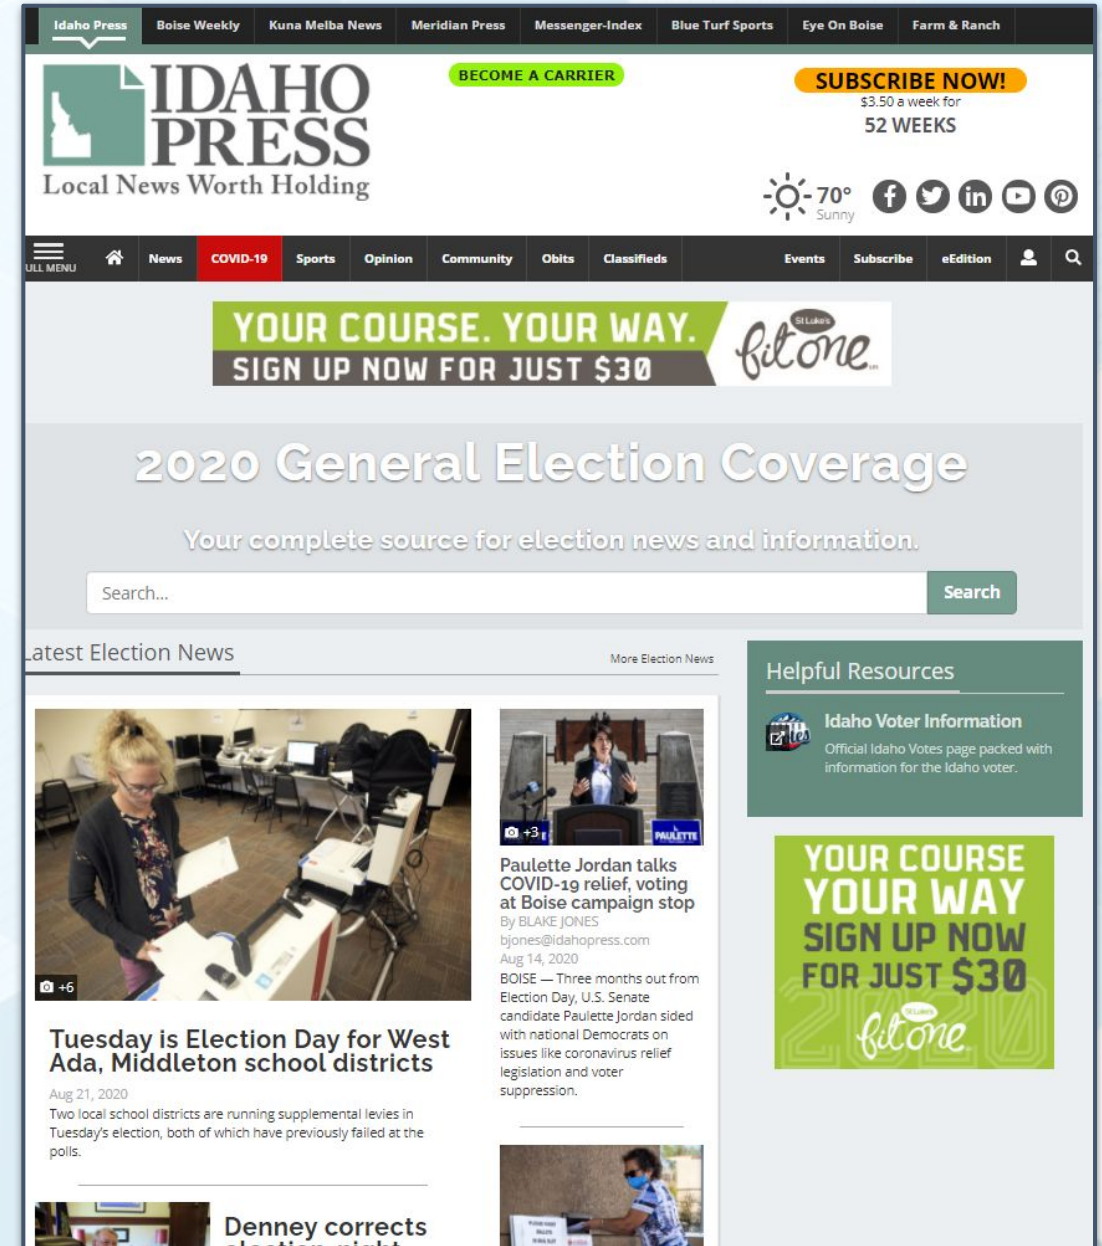 Idaho Press Boise Weekly Kuna Melba News Meridian Press Messenger-Index Blue Turf Sports Eye On Boise Farm & Ranch
IDAHO
PRESS
Local News Worth Holding
BECOME A CARRIER
SUBSCRIBE NOW!
$3.50 a week for
52 WEEKS
70°
Sunny
ULL MENU News COVID-19 Sports Opinion Community Obits Classifieds Events Subscribe eEdition
YOUR COURSE. YOUR WAY.
SIGN UP NOW FOR JUST $30
St Luke's
fitone
2020 General Election Coverage
Your complete source for election news and information.
Search... Search
Latest Election News
More Election News
+6
Tuesday is Election Day for West
Ada, Middleton school districts
Aug 21, 2020
Two local school districts are running supplemental levies in
Tuesday's election, both of which have previously failed at the
polls.
Denney corrects
election-night
+3
PAULETTE
Paulette Jordan talks
COVID-19 relief, voting
at Boise campaign stop
By BLAKE JONES
bjones@idahopress.com
Aug 14, 2020
BOISE — Three months out from
Election Day, U.S. Senate
candidate Paulette Jordan sided
with national Democrats on
issues like coronavirus relief
legislation and voter
suppression.
Helpful Resources
Idaho Voter Information
Official Idaho Votes page packed with
information for the Idaho voter.
YOUR COURSE
YOUR WAY
SIGN UP NOW
FOR JUST $30
2020
St Luke's
fitone